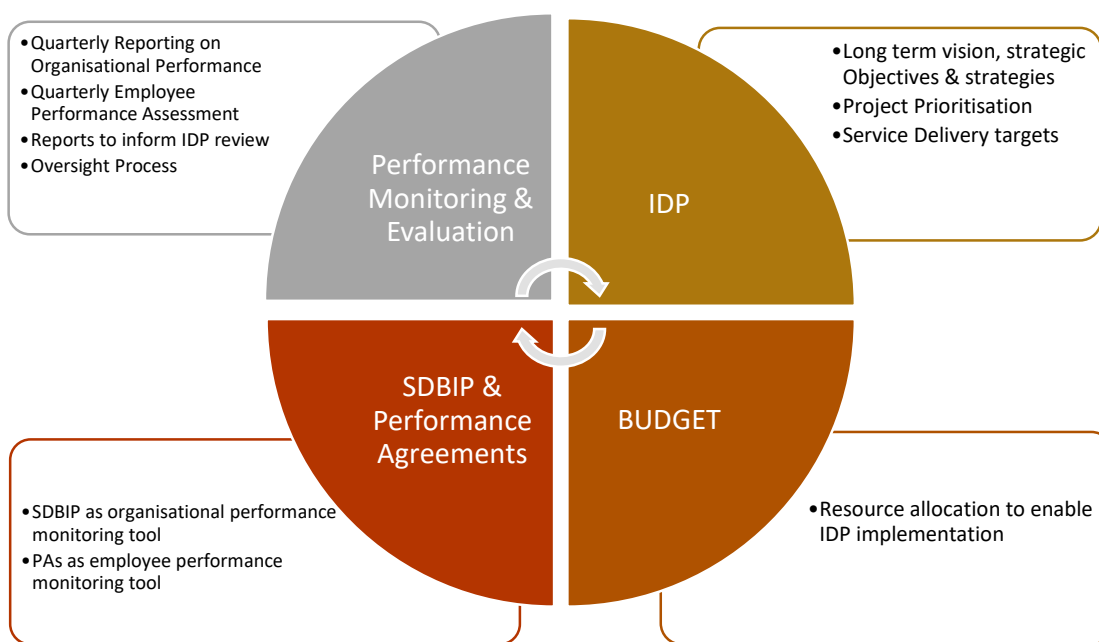 •Quarterly Reporting on
Organisational Performance
•Quarterly Employee
Performance Assessment
•Reports to inform IDP review
•Oversight Process
Performance
Monitoring &
Evaluation
IDP
•Long term vision, strategic
Objectives & strategies
•Project Prioritisation
•Service Delivery targets
SDBIP &
Performance
Agreements
BUDGET
•SDBIP as organisational performance
monitoring tool
•PAs as employee performance
monitoring tool
•Resource allocation to enable
IDP implementation